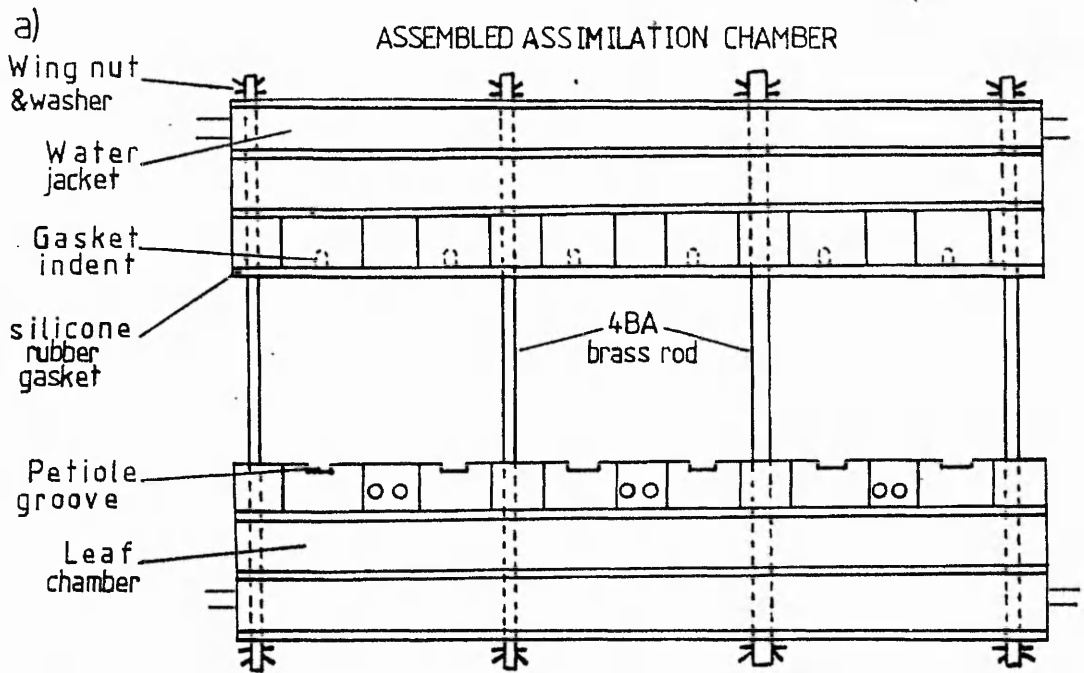 a)
ASSEMBLED ASSIMILATION CHAMBER
Wing nut
&washer
Water
jacket
Gasket
indent
silicone
rubber
gasket
4BA
brass rod
Petiole
groove
Leaf
chamber